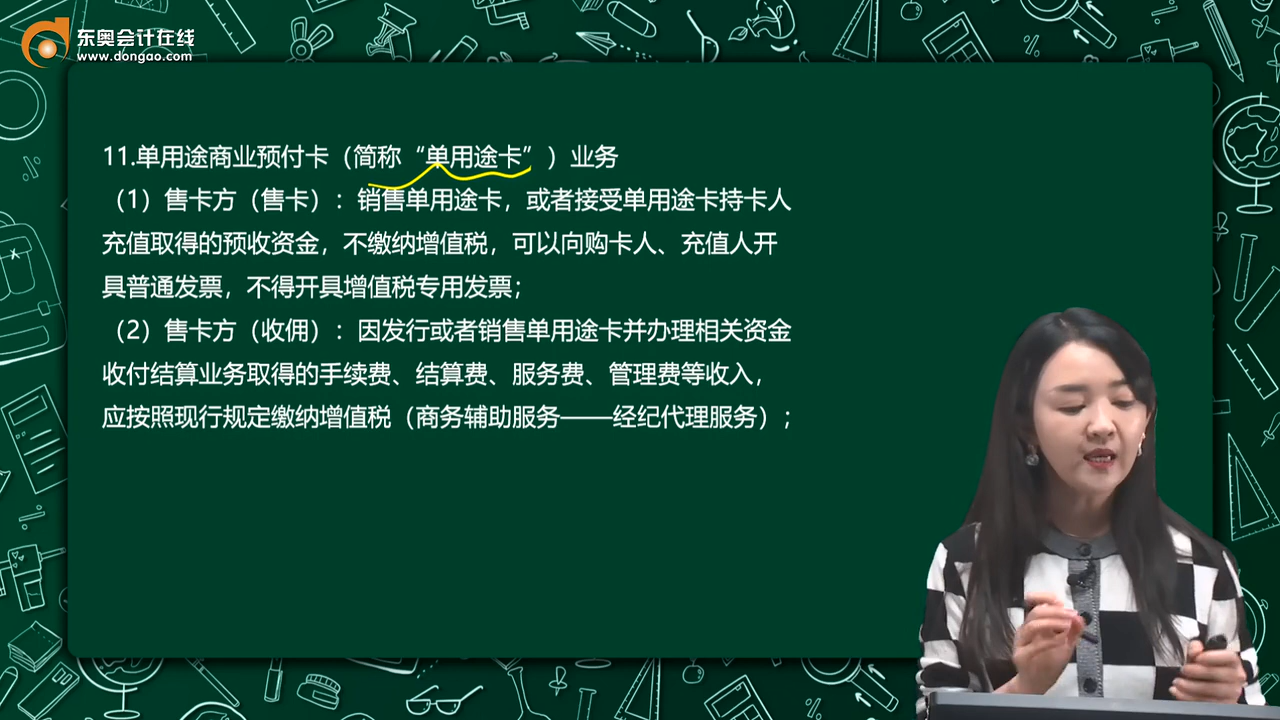 东奥会计在线
www.dongao.com
11.单用途商业预付卡（简称“单用途卡”）业务
（1）售卡方（售卡）：销售单用途卡，或者接受单用途卡持卡人
充值取得的预收资金，不缴纳增值税，可以向购卡人、充值人开
具普通发票，不得开具增值税专用发票；
（2）售卡方（收佣）：因发行或者销售单用途卡并办理相关资金
收付结算业务取得的手续费、结算费、服务费、管理费等收入，
应按照现行规定缴纳增值税（商务辅助服务——经纪代理服务）；